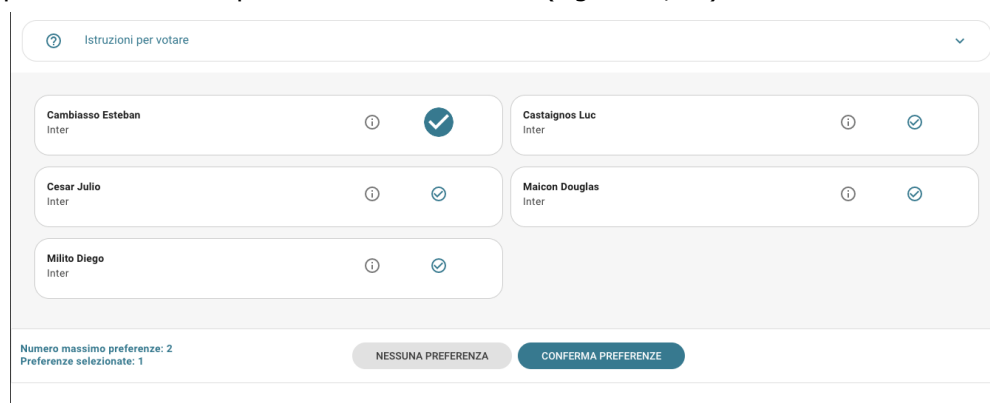 Istruzioni per votare
Cambiasso Esteban
Inter
Castaignos Luc
Inter
Cesar Julio
Inter
Maicon Douglas
Inter
Milito Diego
Inter
Numero massimo preferenze: 2
Preferenze selezionate: 1
NESSUNA PREFERENZA
CONFERMA PREFERENZE